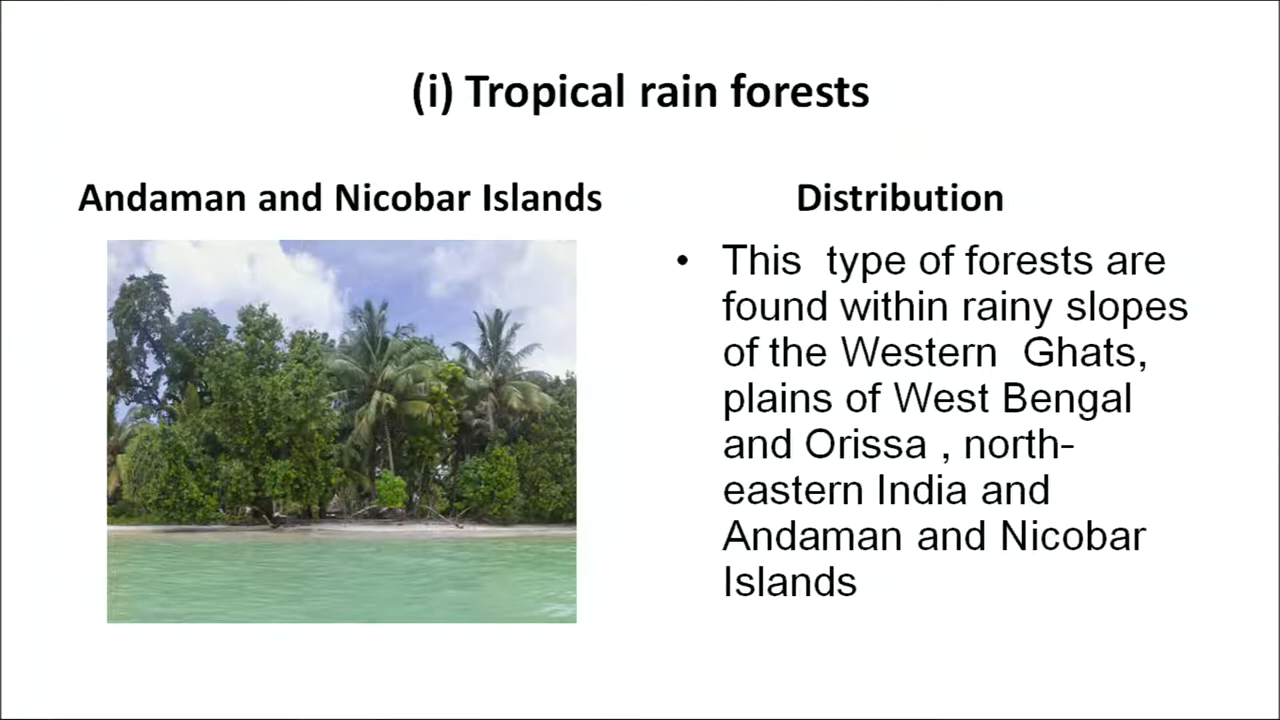 (i) Tropical rain forests
Andaman and Nicobar Islands
Distribution
• This type of forests are
found within rainy slopes
of the Western Ghats,
plains of West Bengal
and Orissa , north-
eastern India and
Andaman and Nicobar
Islands